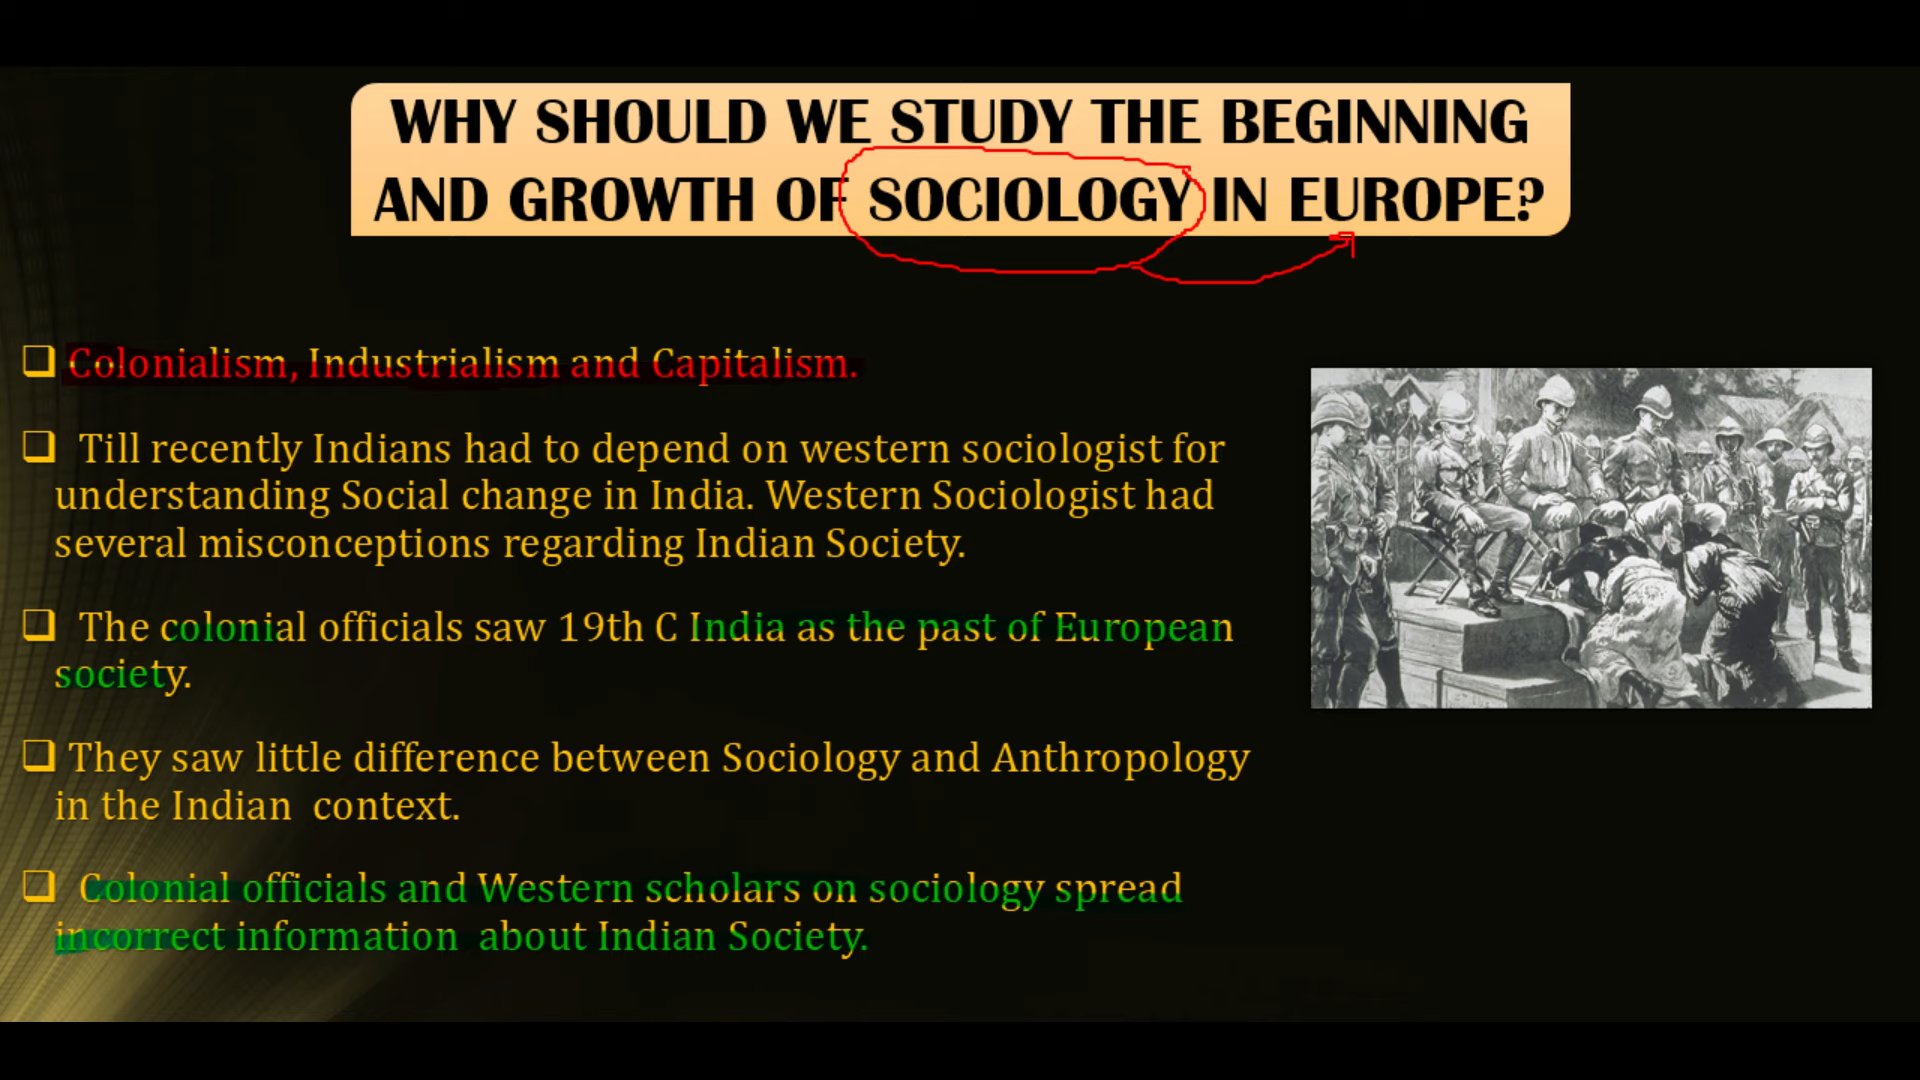 WHY SHOULD WE STUDY THE BEGINNING
AND GROWTH OF SOCIOLOGY IN EUROPE?
Colonialism, Industrialism and Capitalism.
Till recently Indians had to depend on western sociologist for
understanding Social change in India. Western Sociologist had
several misconceptions regarding Indian Society.
The colonial officials saw 19th C India as the past of European
society.
They saw little difference between Sociology and Anthropology
in the Indian context.
Colonial officials and Western scholars on sociology spread
incorrect information about Indian Society.